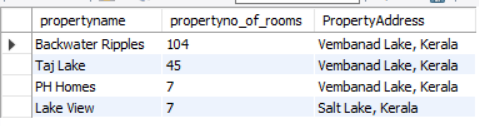 propertyname propertyno_of_rooms PropertyAddress
Backwater Ripples 104 Vembanad Lake, Kerala
Taj Lake 45 Vembanad Lake, Kerala
PH Homes 7 Vembanad Lake, Kerala
Lake View 7 Salt Lake, Kerala